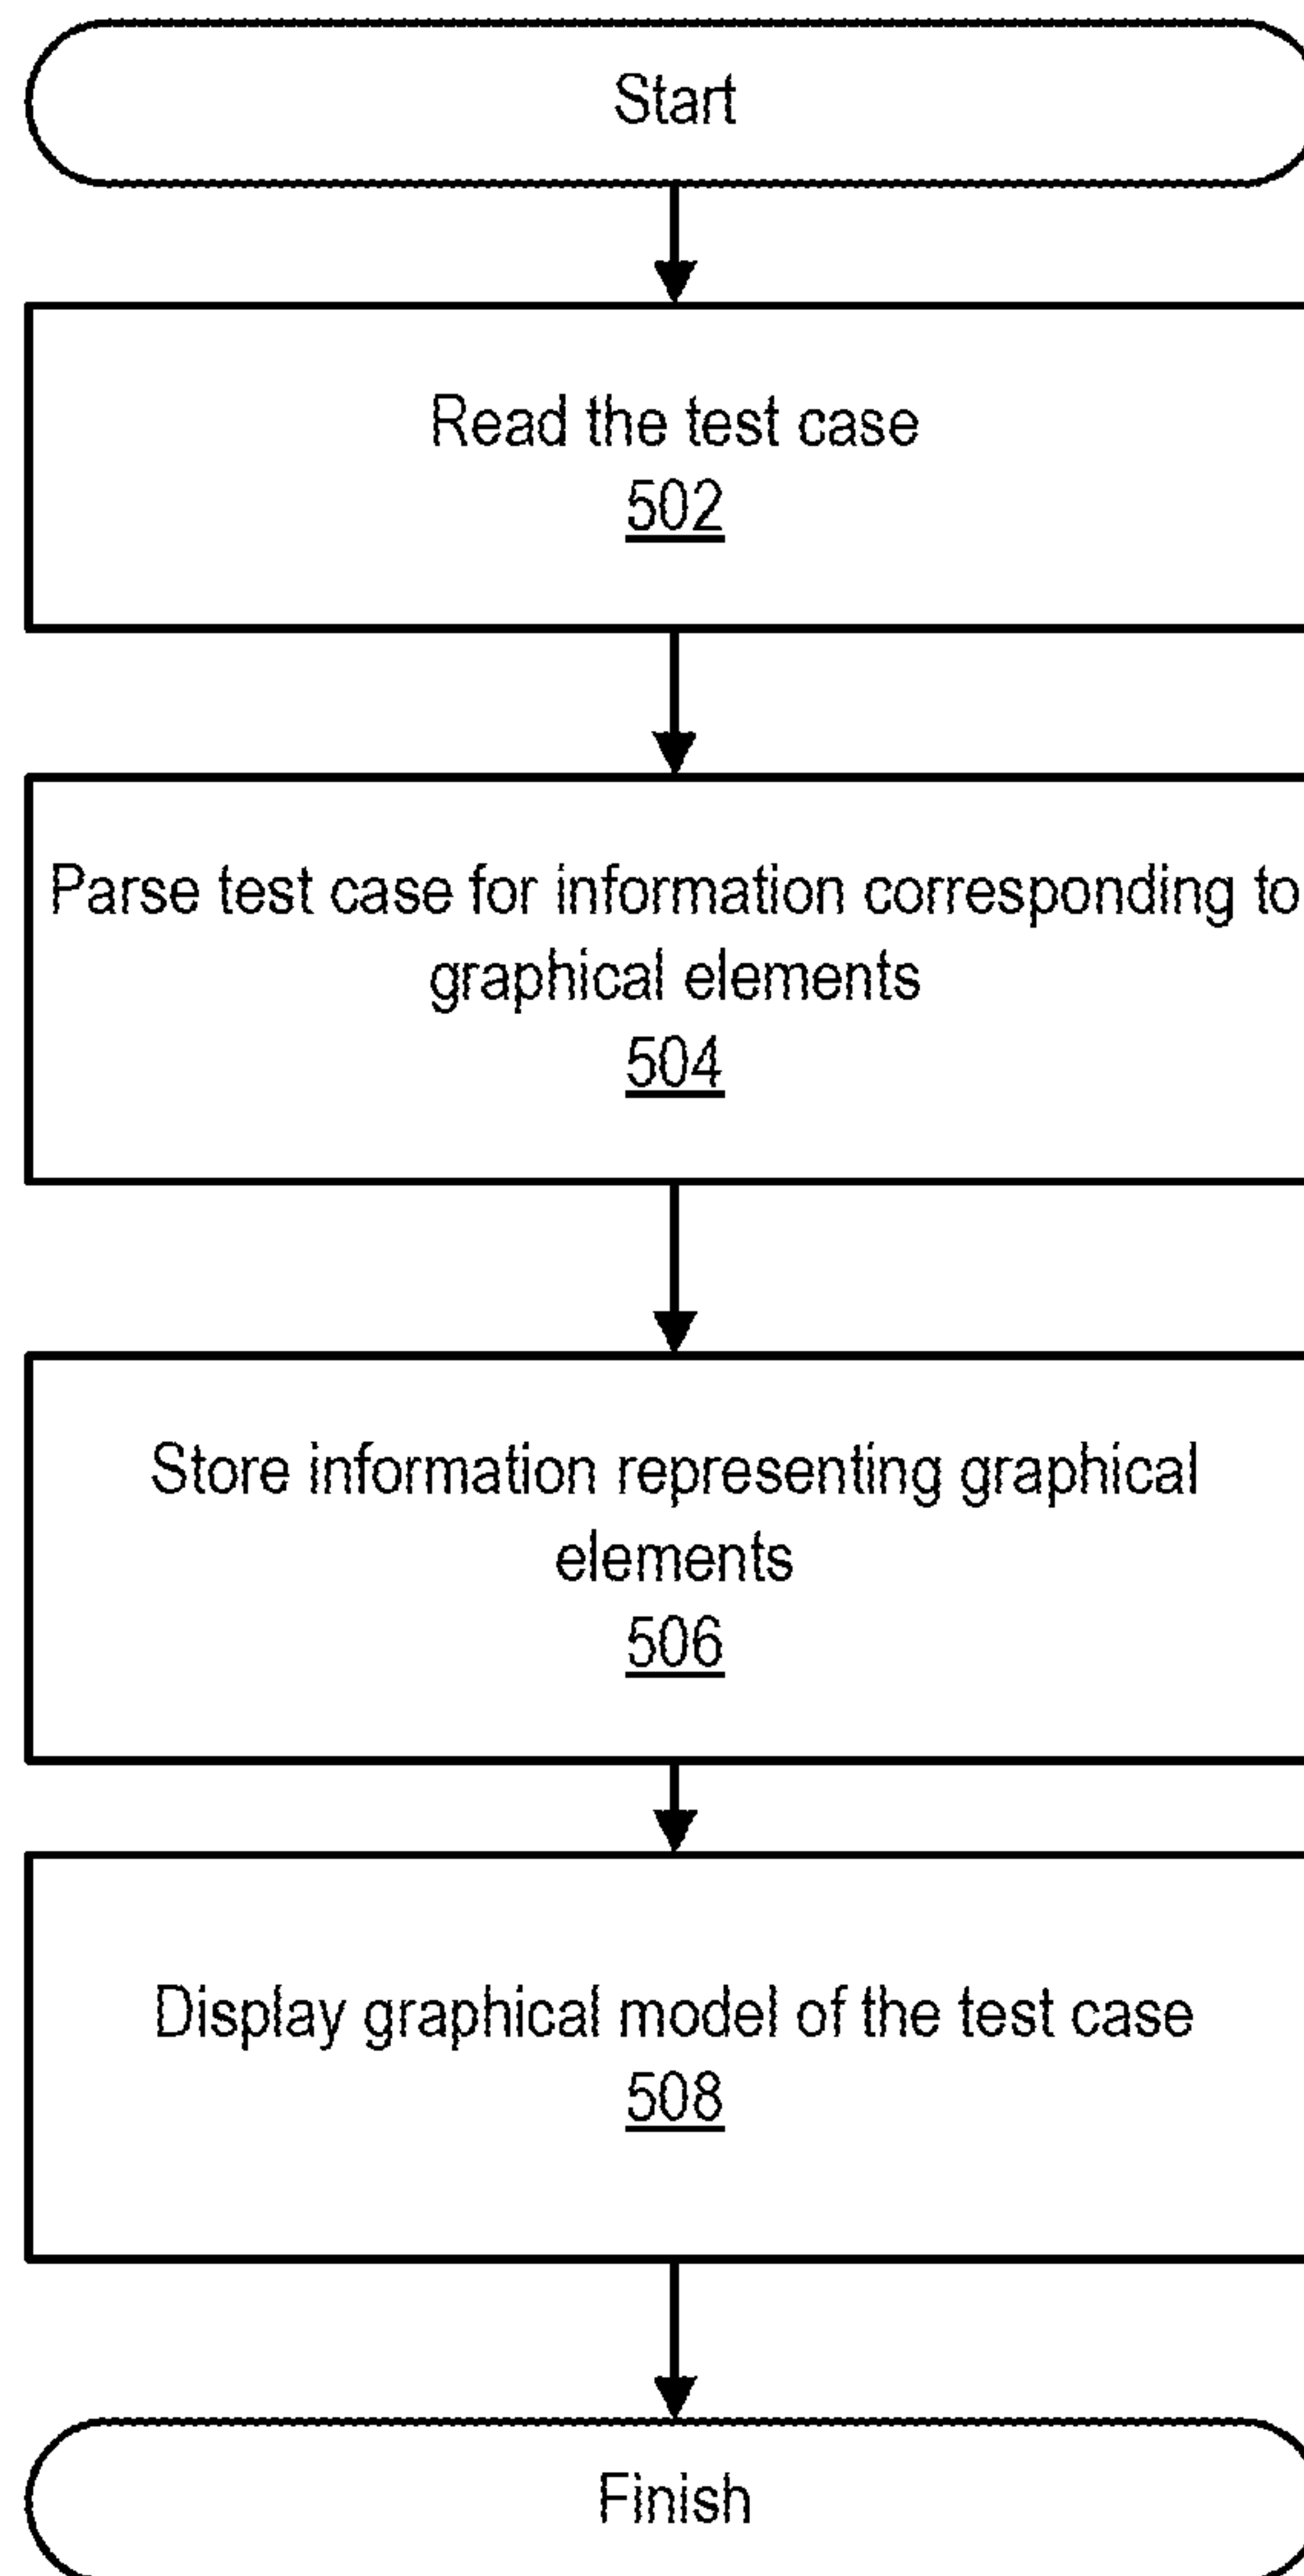 Start
Read the test case
502
Parse test case for information corresponding to
graphical elements
504
Store information representing graphical
elements
506
Display graphical model of the test case
508
Finish